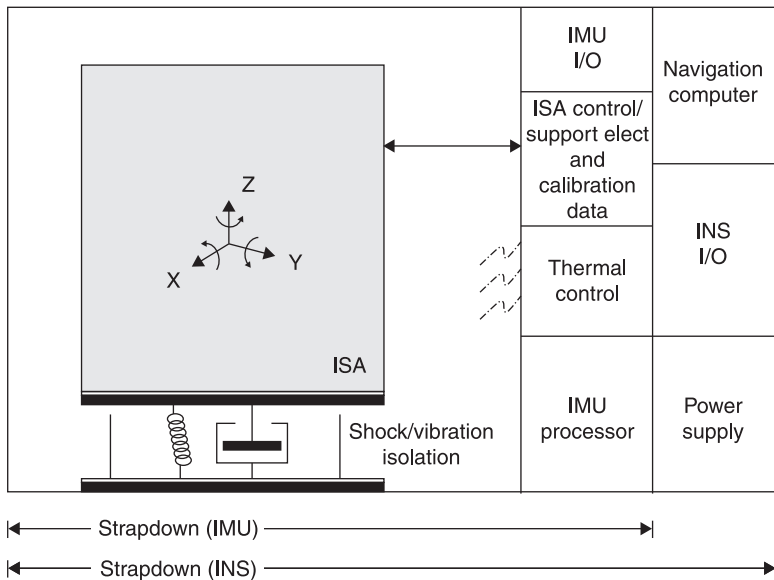 IMU
I/O
Navigation
computer
ISA control/
support elect
and
calibration
data
Z
X
Y
INS
I/O
Thermal
control
ISA
Shock/vibration
isolation
IMU
processor
Power
supply
Strapdown (IMU)
Strapdown (INS)